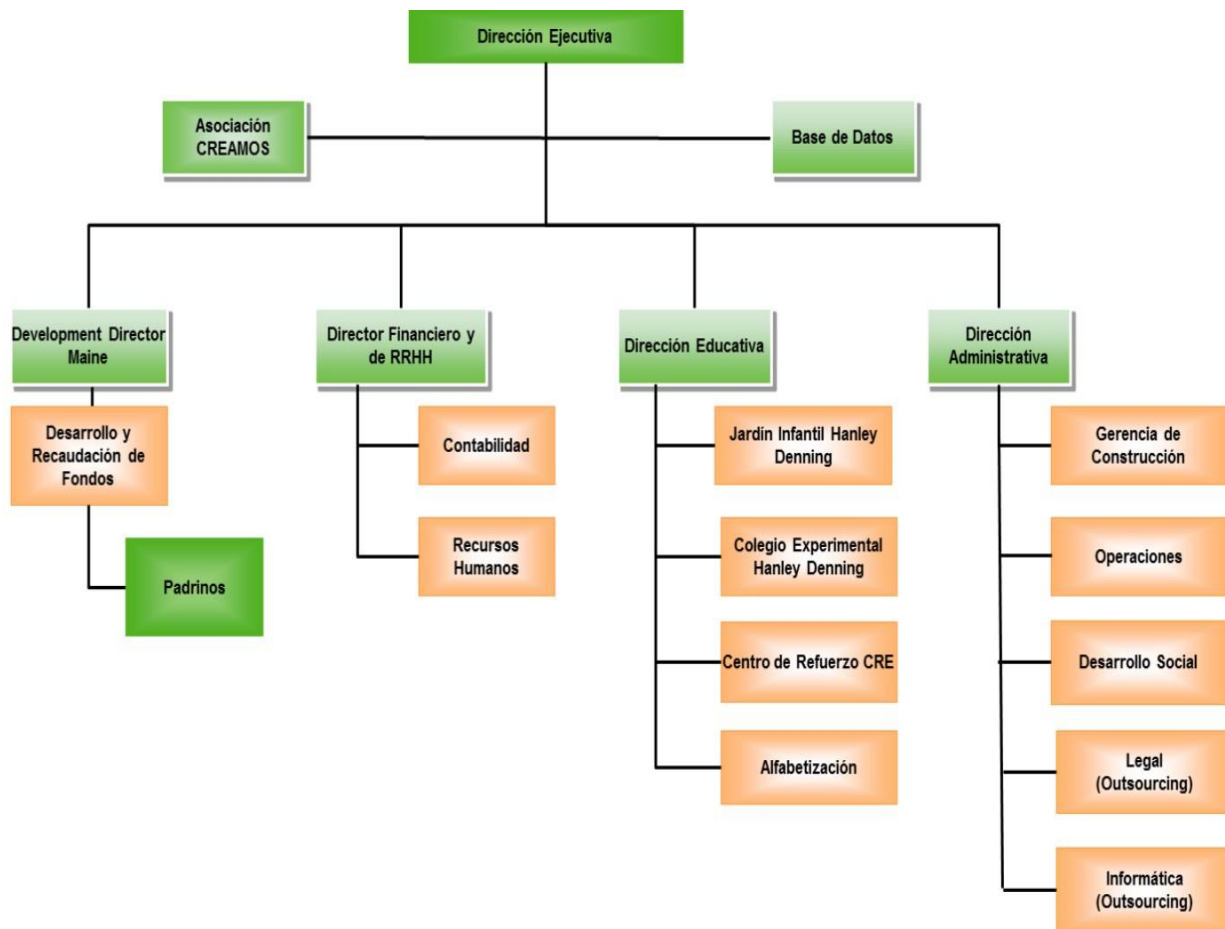 Dirección Ejecutiva
Asociación
CREAMOS
Base de Datos
Development Director
Maine
Director Financiero y
de RRHH
Dirección Educativa
Dirección
Administrativa
Desarrollo y
Recaudación de
Fondos
Padrinos
Contabilidad
Recursos
Humanos
Jardín Infantil Hanley
Denning
Colegio Experimental
Hanley Denning
Centro de Refuerzo CRE
Alfabetización
Gerencia de
Construcción
Operaciones
Desarrollo Social
Legal
(Outsourcing)
Informática
(Outsourcing)